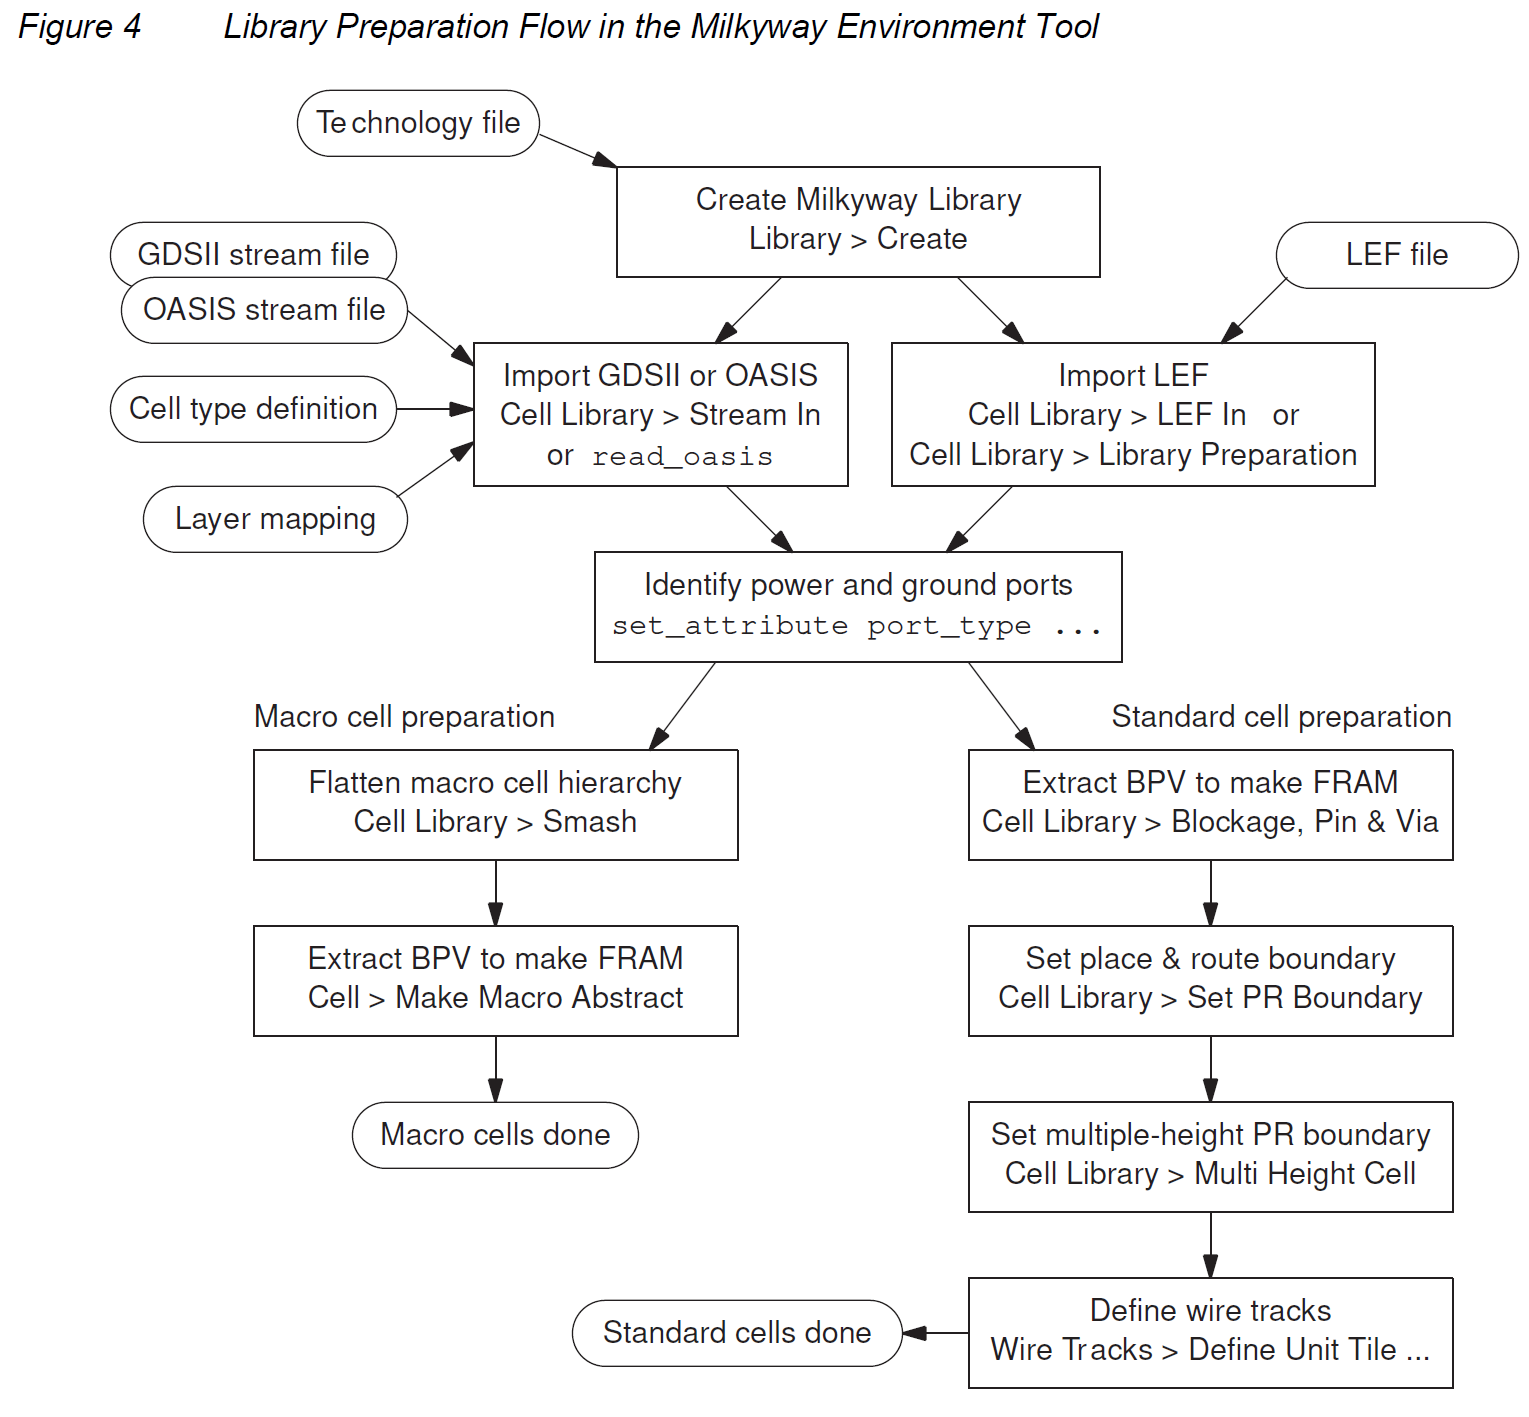 Figure 4 Library Preparation Flow in the Milkyway Environment Tool
Technology file
Create Milkyway Library
Library > Create
GDSII stream file
OASIS stream file
LEF file
Cell type definition
Layer mapping
Import GDSII or OASIS
Cell Library > Stream In
or read_oasis
Import LEF
Cell Library > LEF In or
Cell Library > Library Preparation
Identify power and ground ports
set_attribute port_type ...
Macro cell preparation
Flatten macro cell hierarchy
Cell Library > Smash
Extract BPV to make FRAM
Cell > Make Macro Abstract
Macro cells done
Standard cell preparation
Extract BPV to make FRAM
Cell Library > Blockage, Pin & Via
Set place & route boundary
Cell Library > Set PR Boundary
Set multiple-height PR boundary
Cell Library > Multi Height Cell
Define wire tracks
Wire Tracks > Define Unit Tile ...
Standard cells done